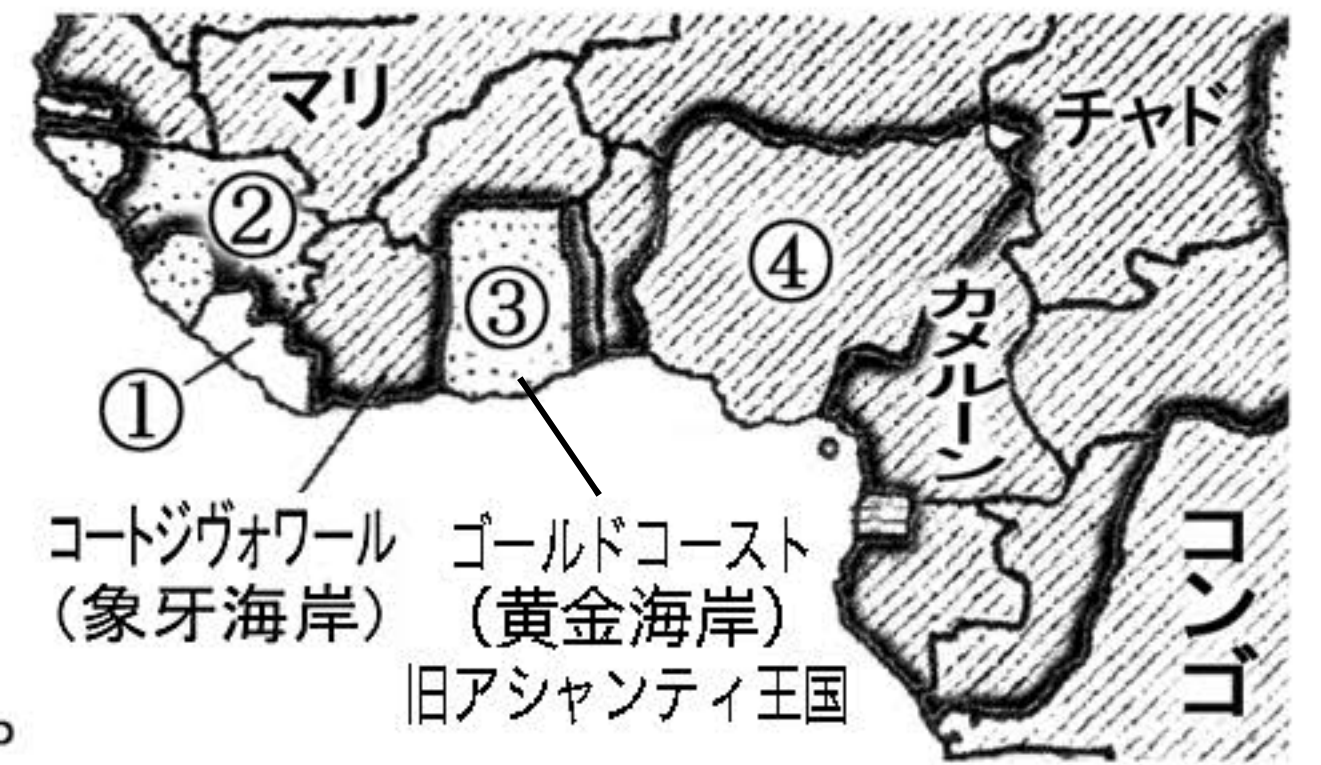 マリ
チャド
②
④
③
カメルーン
①
コートジヴォワール
(象牙海岸)
ゴールドコースト
(黄金海岸)
旧アシャンティ王国
コンゴ